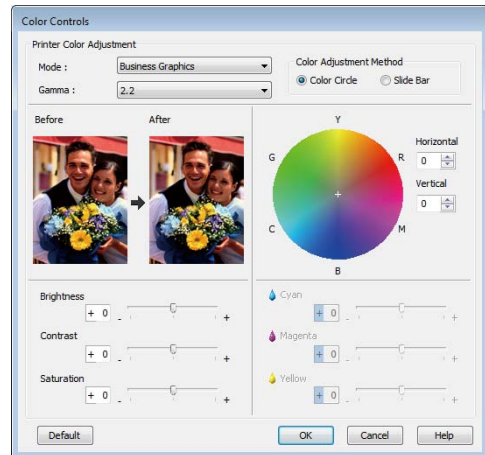 Color Controls
Printer Color Adjustment
Mode : Business Graphics
Gamma : 2.2
Color Adjustment Method
Color Circle Slide Bar
Before After
Y
G R
C M
B
Horizontal
0
Vertical
0
Brightness
+ 0 - +
Contrast
+ 0 - +
Saturation
+ 0 - +
Cyan
+ 0 - +
Magenta
+ 0 - +
Yellow
+ 0 - +
Default OK Cancel Help